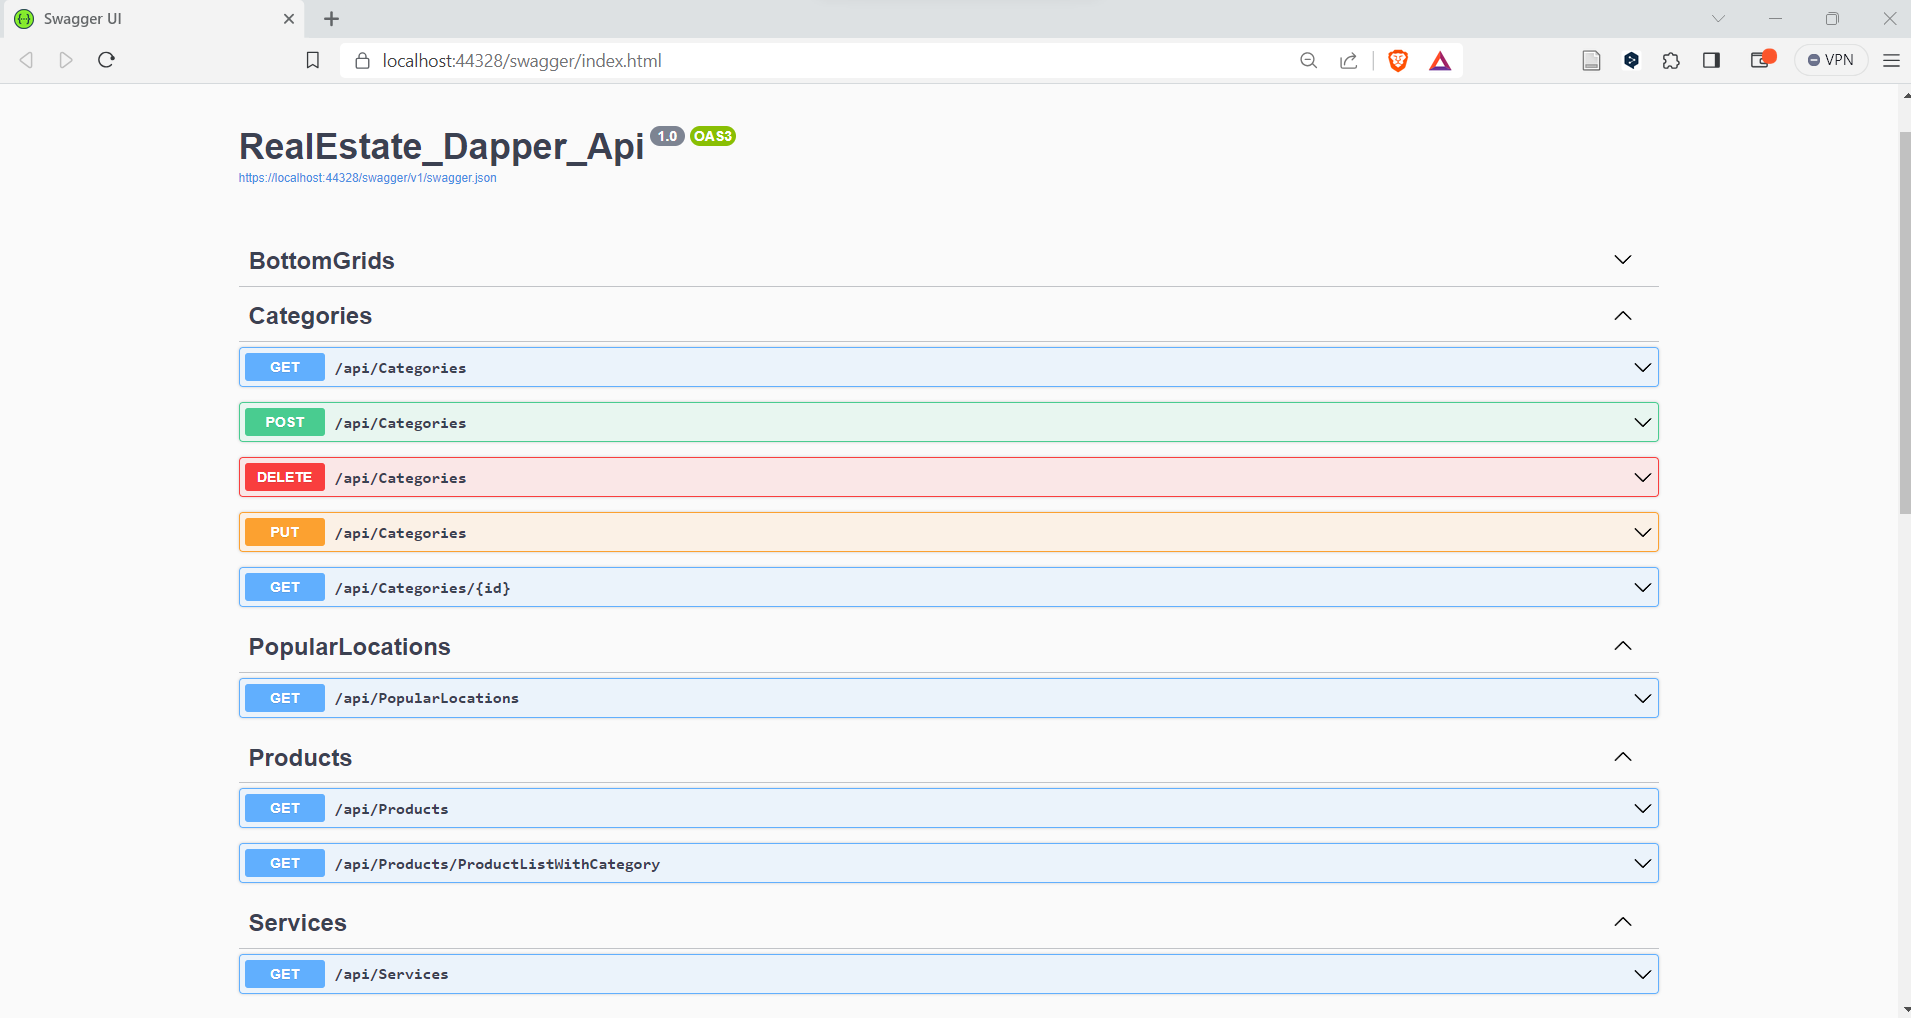 Swagger UI
localhost:44328/swagger/index.html
VPN
RealEstate_Dapper_Api 1.0 OAS3
https://localhost:44328/swagger/v1/swagger.json
BottomGrids
Categories
GET /api/Categories
POST /api/Categories
DELETE /api/Categories
PUT /api/Categories
GET /api/Categories/{id}
PopularLocations
GET /api/PopularLocations
Products
GET /api/Products
GET /api/Products/ProductListWithCategory
Services
GET /api/Services